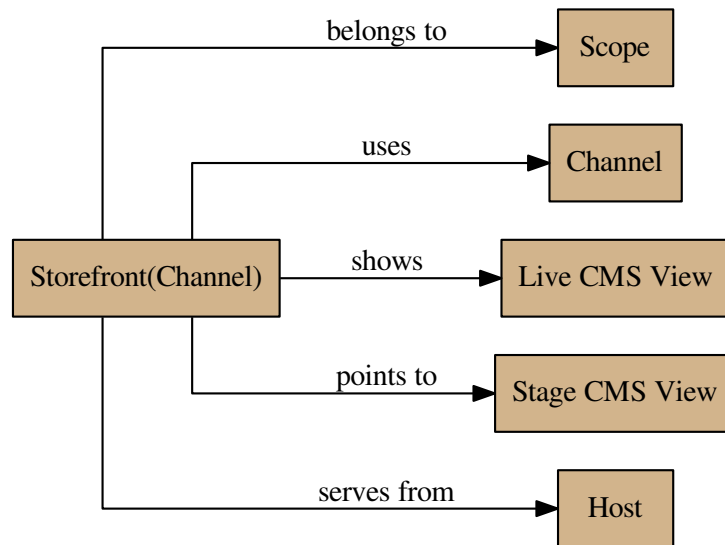 belongs to
Scope
uses
Channel
Storefront(Channel)
shows
Live CMS View
points to
Stage CMS View
serves from
Host